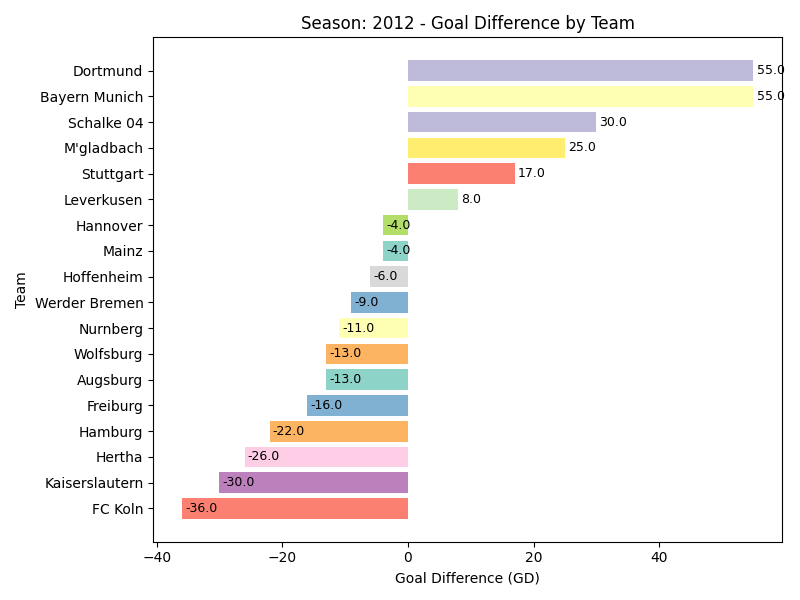 Season: 2012 - Goal Difference by Team
Dortmund 55.0
Bayern Munich 55.0
Schalke 04 30.0
M'gladbach 25.0
Stuttgart 17.0
Leverkusen 8.0
Hannover -4.0
Mainz -4.0
Hoffenheim -6.0
Werder Bremen -9.0
Nurnberg -11.0
Wolfsburg -13.0
Augsburg -13.0
Freiburg -16.0
Hamburg -22.0
Hertha -26.0
Kaiserslautern -30.0
FC Koln -36.0
Team
−40 −20 0 20 40
Goal Difference (GD)